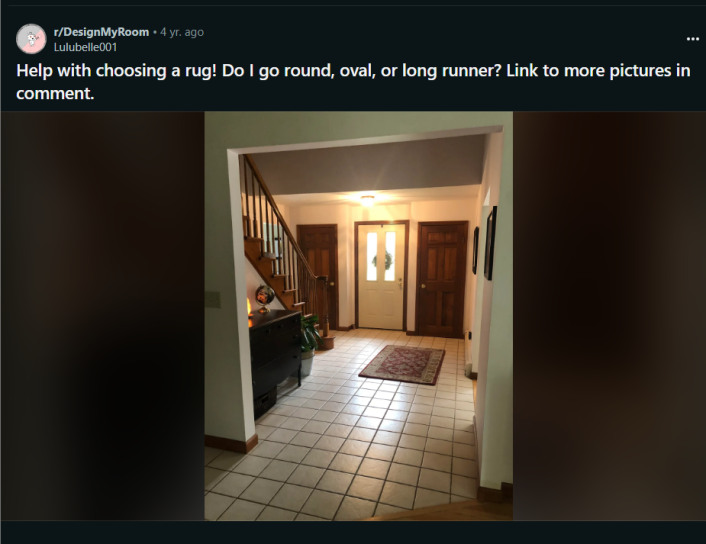 r/DesignMyRoom • 4 yr. ago
Lulubelle001
Help with choosing a rug! Do I go round, oval, or long runner? Link to more pictures in
comment.